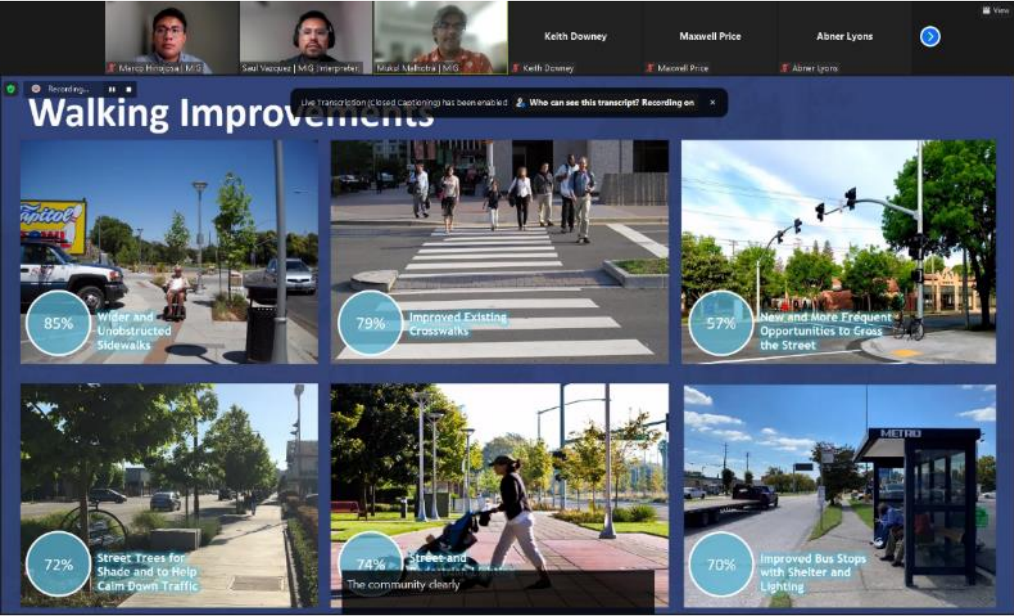 View
Keith Downey
Maxwell Price
Abner Lyons
Marco Hinojosa | MIG
Saul Vazquez | MIG (Interpreter)
Mukul Malhotra | MIG
Keith Downey
Maxwell Price
Abner Lyons
Recording...
Live Transcription (Closed Captioning) has been enabled
Who can see this transcript? Recording on
Walking Improvements
Capitol
85%
Wider and
Unobstructed
Sidewalks
79%
Improved Existing
Crosswalks
57%
New and More Frequent
Opportunities to Cross
the Street
72%
Street Trees for
Shade and to Help
Calm Down Traffic
74%
Street and
The community clearly
METRO
70%
Improved Bus Stops
with Shelter and
Lighting